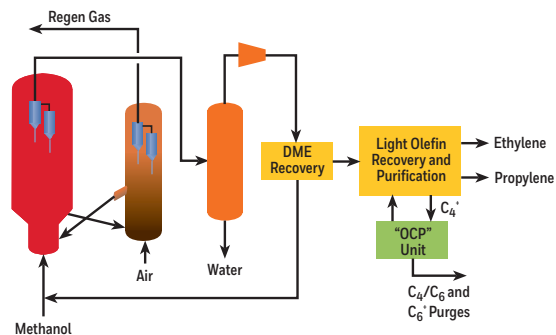 Regen Gas
Methanol
Air
Water
DME
Recovery
Light Olefin
Recovery and
Purification
Ethylene
Propylene
C₄⁺
"OCP"
Unit
C₄/C₆ and
C₆⁺ Purges